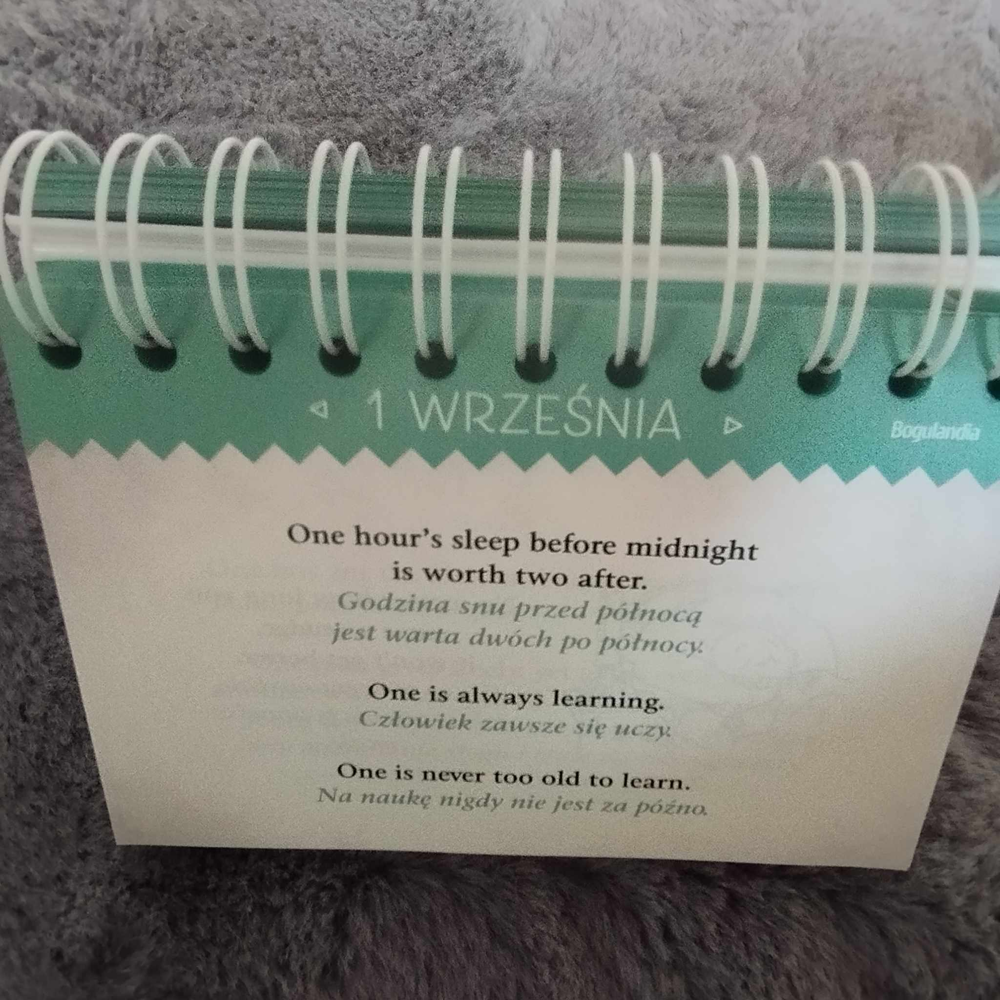 1 WRZEŚNIA
Bogulandia
One hour's sleep before midnight
is worth two after.
Godzina snu przed północą
jest warta dwóch po północy.
One is always learning.
Człowiek zawsze się uczy.
One is never too old to learn.
Na naukę nigdy nie jest za późno.